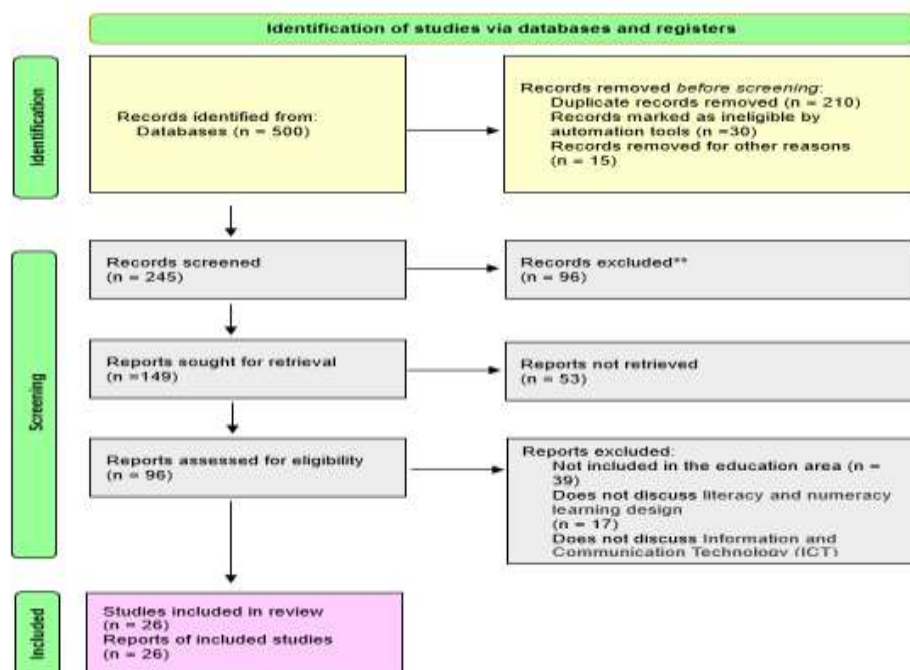 Identification of studies via databases and registers
Identification
Records identified from:
Databases (n = 500)
Records removed before screening:
Duplicate records removed (n = 210)
Records marked as ineligible by
automation tools (n =30)
Records removed for other reasons
(n = 15)
Screening
Records screened
(n = 245)
Records excluded**
(n = 96)
Reports sought for retrieval
(n =149)
Reports not retrieved
(n = 53)
Reports assessed for eligibility
(n = 96)
Reports excluded:
Not included in the education area (n =
39)
Does not discuss literacy and numeracy
learning design
(n = 17)
Does not discuss Information and
Communication Technology (ICT)
Included
Studies included in review
(n = 26)
Reports of included studies
(n = 26)